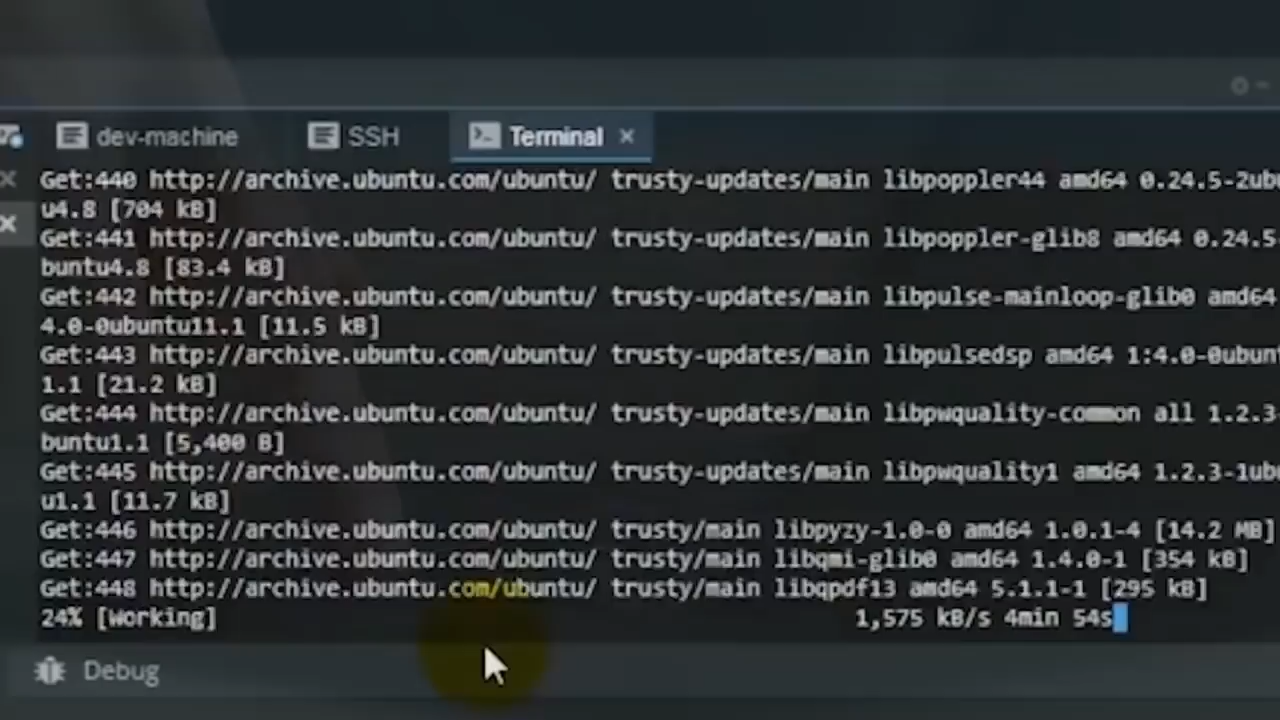 dev-machine SSH Terminal ×
Get:440 http://archive.ubuntu.com/ubuntu/ trusty-updates/main libpoppler44 amd64 0.24.5-2ubu
u4.8 [704 kB]
Get:441 http://archive.ubuntu.com/ubuntu/ trusty-updates/main libpoppler-glib8 amd64 0.24.5-
buntu4.8 [83.4 kB]
Get:442 http://archive.ubuntu.com/ubuntu/ trusty-updates/main libpulse-mainloop-glib0 amd64
4.0-0ubuntu11.1 [11.5 kB]
Get:443 http://archive.ubuntu.com/ubuntu/ trusty-updates/main libpulsedsp amd64 1:4.0-0ubunt
1.1 [21.2 kB]
Get:444 http://archive.ubuntu.com/ubuntu/ trusty-updates/main libpwquality-common all 1.2.3-
buntu1.1 [5,400 B]
Get:445 http://archive.ubuntu.com/ubuntu/ trusty-updates/main libpwquality1 amd64 1.2.3-1ubu
u1.1 [11.7 kB]
Get:446 http://archive.ubuntu.com/ubuntu/ trusty/main libpyzy-1.0-0 amd64 1.0.1-4 [14.2 MB]
Get:447 http://archive.ubuntu.com/ubuntu/ trusty/main libqmi-glib0 amd64 1.4.0-1 [354 kB]
Get:448 http://archive.ubuntu.com/ubuntu/ trusty/main libqpdf13 amd64 5.1.1-1 [295 kB]
24% [Working] 1,575 kB/s 4min 54s
Debug